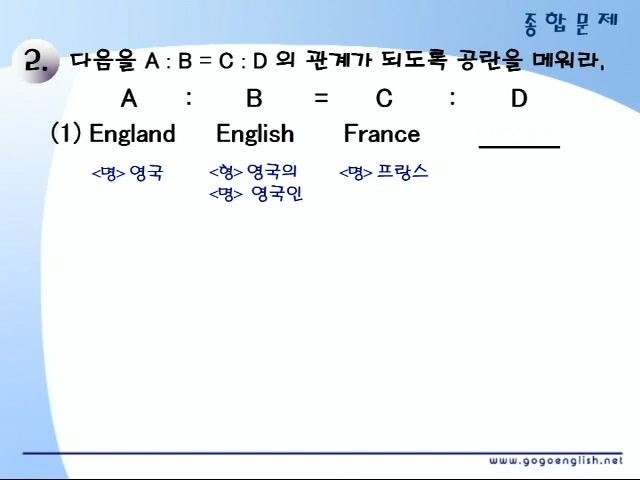 종합문제
2. 다음을 A : B = C : D 의 관계가 되도록 공란을 메워라.
A : B = C : D
(1) England English France ______
<명> 영국 <형> 영국의 <명> 프랑스
<명> 영국인
www.gogoenglish.net